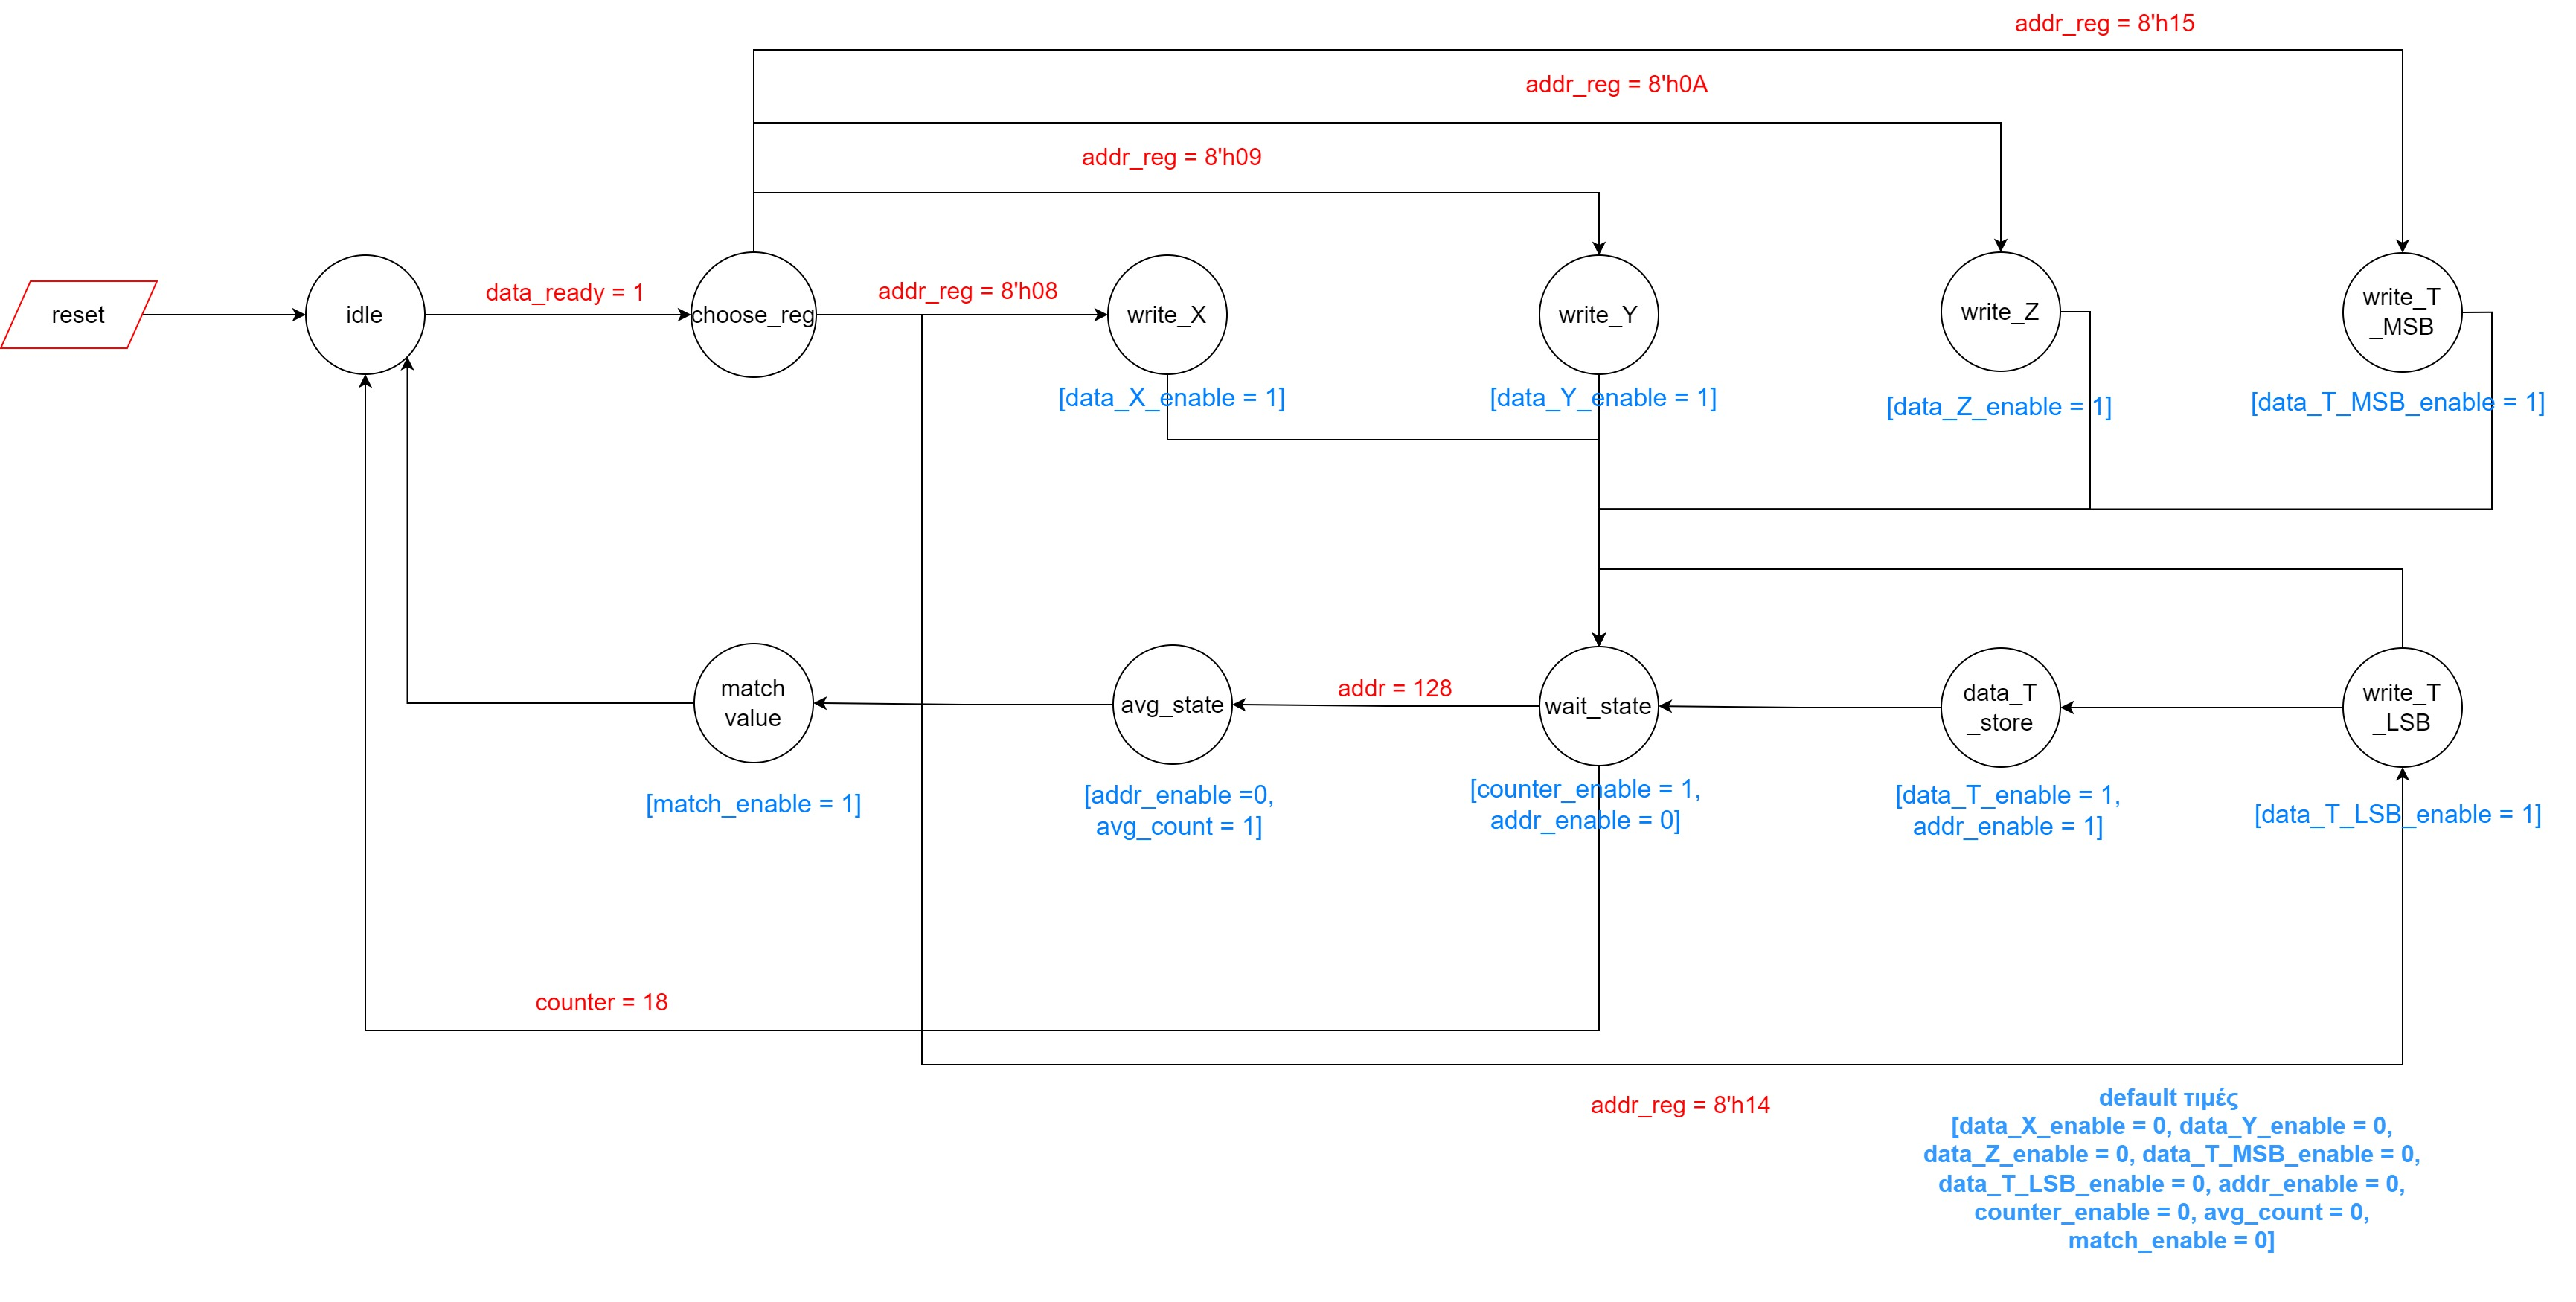 addr_reg = 8'h15
addr_reg = 8'h0A
addr_reg = 8'h09
reset
idle
data_ready = 1
choose_reg
addr_reg = 8'h08
write_X
write_Y
write_Z
write_T
_MSB
[data_X_enable = 1]
[data_Y_enable = 1]
[data_Z_enable = 1]
[data_T_MSB_enable = 1]
match
value
avg_state
addr = 128
wait_state
data_T
_store
write_T
_LSB
[match_enable = 1]
[addr_enable =0,
avg_count = 1]
[counter_enable = 1,
addr_enable = 0]
[data_T_enable = 1,
addr_enable = 1]
[data_T_LSB_enable = 1]
counter = 18
addr_reg = 8'h14
default τιμές
[data_X_enable = 0, data_Y_enable = 0,
data_Z_enable = 0, data_T_MSB_enable = 0,
data_T_LSB_enable = 0, addr_enable = 0,
counter_enable = 0, avg_count = 0,
match_enable = 0]